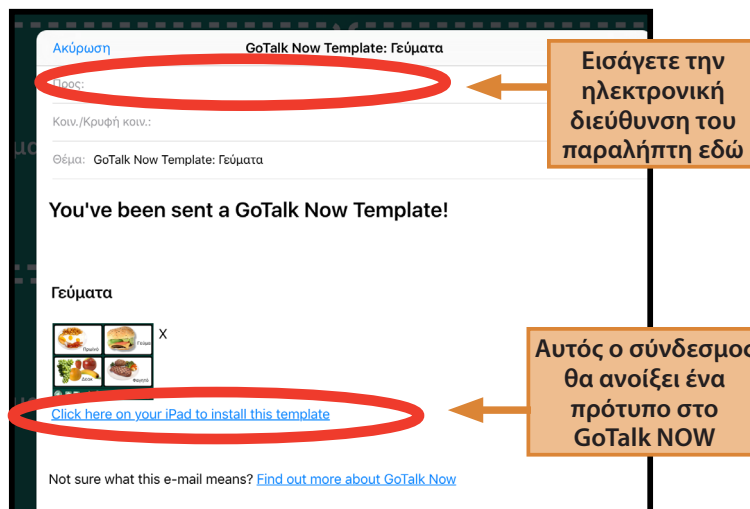 Ακύρωση
GoTalk Now Template: Γεύματα
Προς:
Κοιν./Κρυφή κοιν.:
Θέμα: GoTalk Now Template: Γεύματα
You've been sent a GoTalk Now Template!
Γεύματα
Πρωινό
Γεύμα
X
Φαγητό
Click here on your iPad to install this template
Not sure what this e-mail means? Find out more about GoTalk Now
Εισάγετε την
ηλεκτρονική
διεύθυνση του
παραλήπτη εδώ
Αυτός ο σύνδεσμος
θα ανοίξει ένα
πρότυπο στο
GoTalk NOW